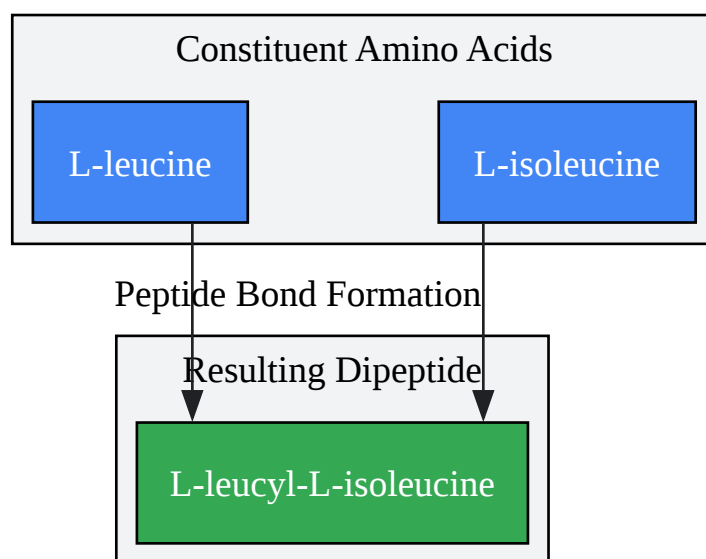 Constituent Amino Acids
L-leucine
L-isoleucine
Peptide Bond Formation
Resulting Dipeptide
L-leucyl-L-isoleucine